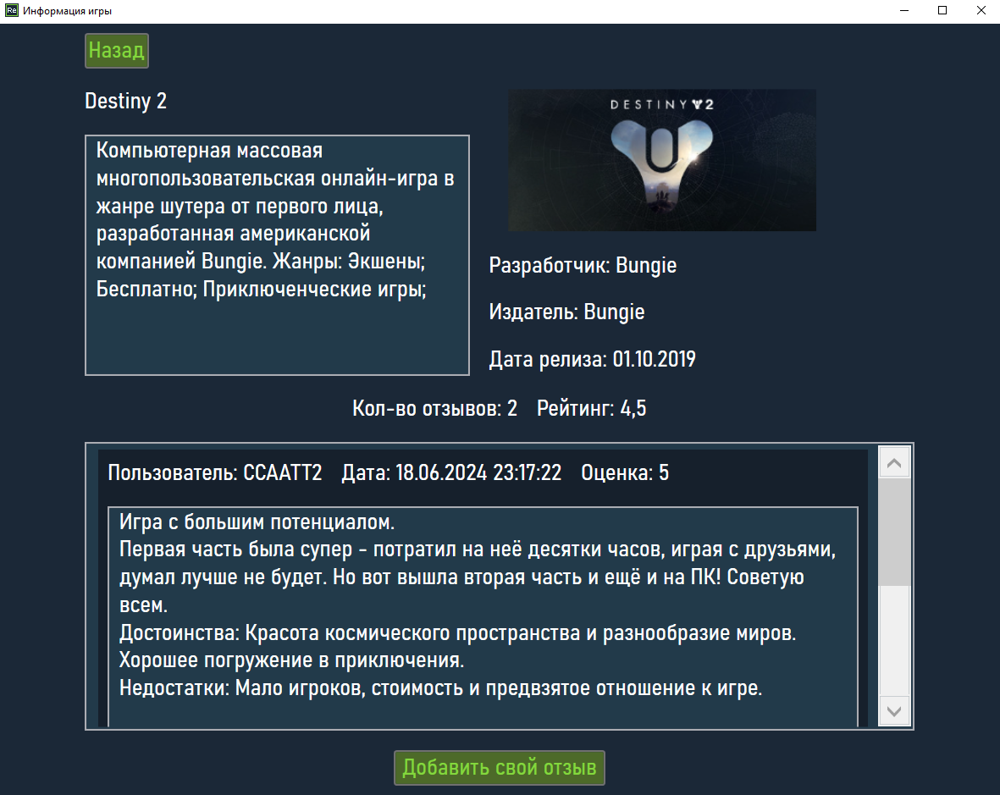 Re Информация игры
Назад
Destiny 2
Компьютерная массовая
многопользовательская онлайн-игра в
жанре шутера от первого лица,
разработанная американской
компанией Bungie. Жанры: Экшены;
Бесплатно; Приключенческие игры;
DESTINY 2
Разработчик: Bungie
Издатель: Bungie
Дата релиза: 01.10.2019
Кол-во отзывов: 2 Рейтинг: 4,5
Пользователь: CCAATT2 Дата: 18.06.2024 23:17:22 Оценка: 5
Игра с большим потенциалом.
Первая часть была супер - потратил на неё десятки часов, играя с друзьями,
думал лучше не будет. Но вот вышла вторая часть и ещё и на ПК! Советую
всем.
Достоинства: Красота космического пространства и разнообразие миров.
Хорошее погружение в приключения.
Недостатки: Мало игроков, стоимость и предвзятое отношение к игре.
Добавить свой отзыв